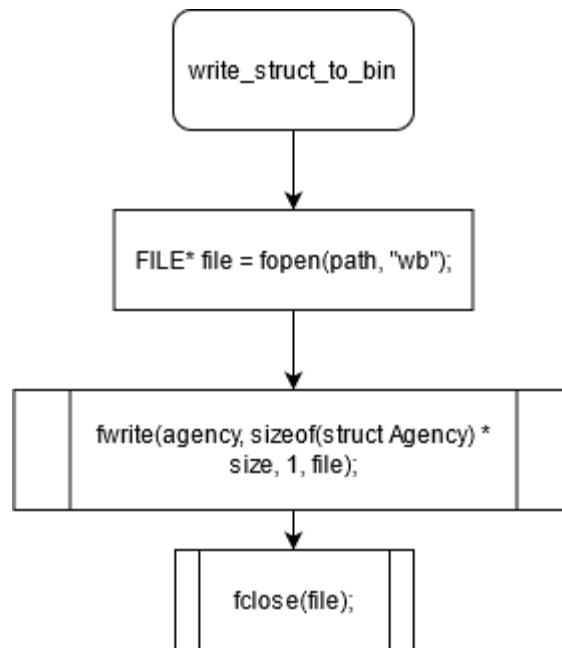 write_struct_to_bin
FILE* file = fopen(path, "wb");
fwrite(agency, sizeof(struct Agency) *
size, 1, file);
fclose(file);